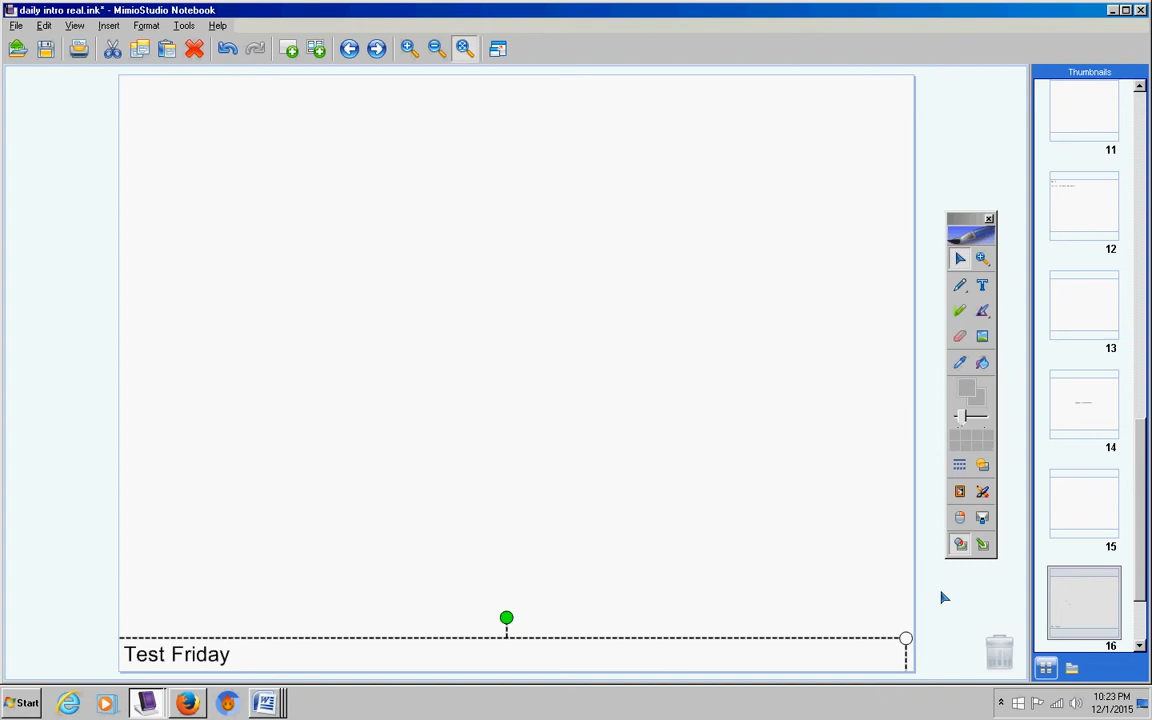 daily intro real.ink* - MimioStudio Notebook
File Edit View Insert Format Tools Help
Thumbnails
11
12
13
14
15
16
Test Friday
Start
10:23 PM
12/1/2015